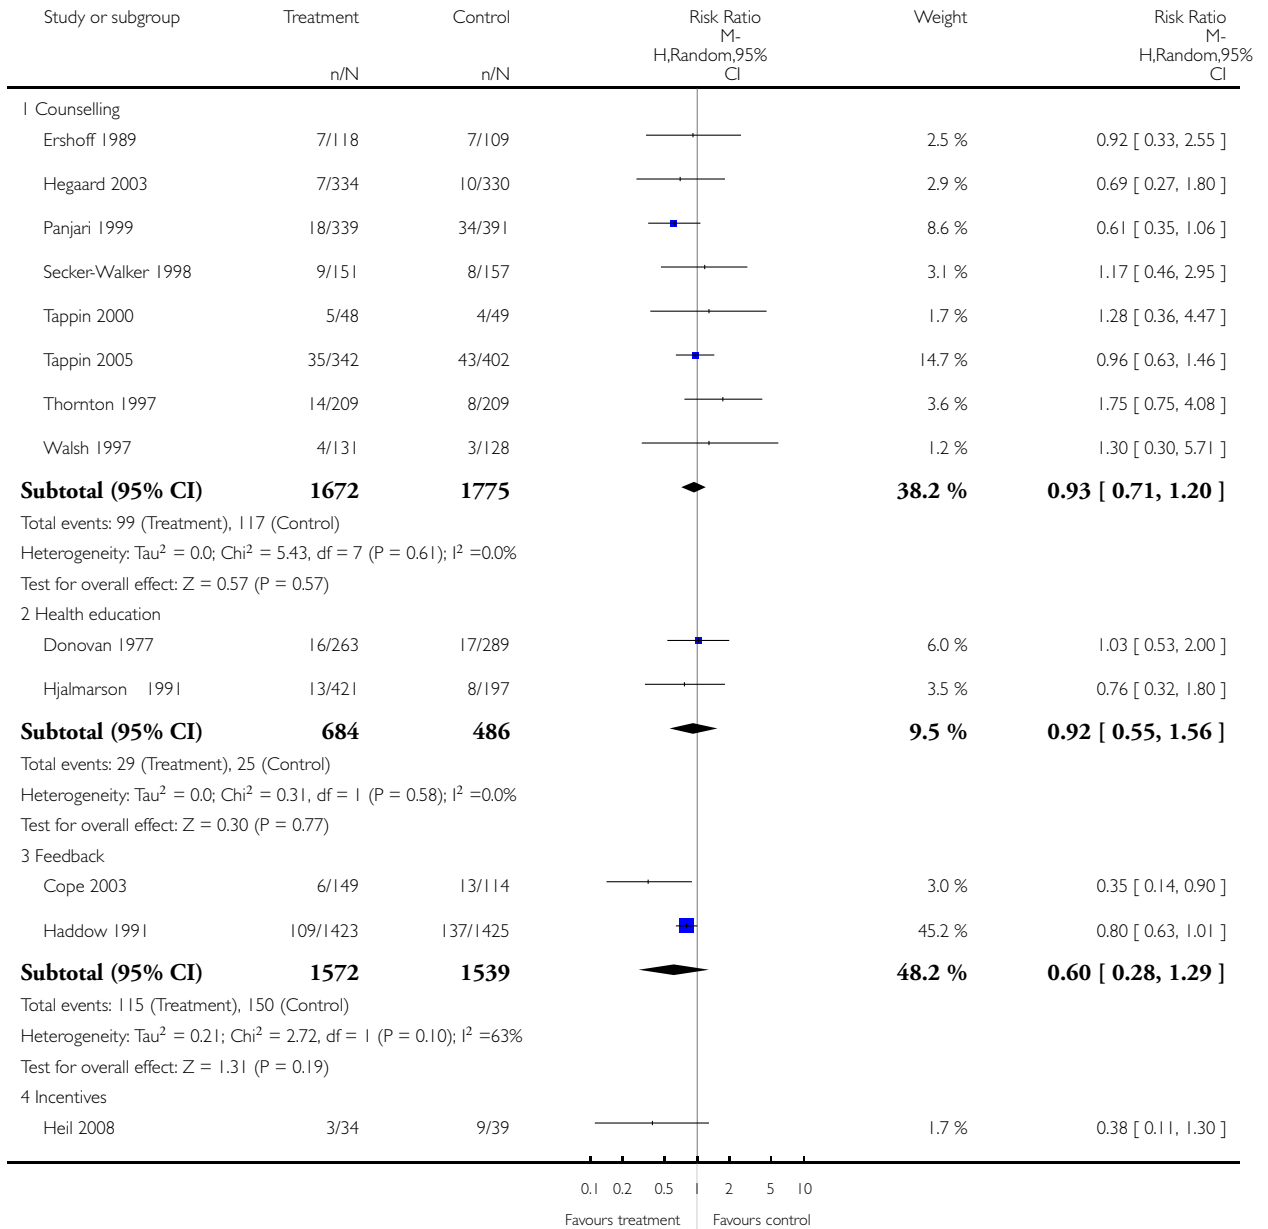 Study or subgroup Treatment Control Risk Ratio Weight Risk Ratio
M- M-
H,Random,95% H,Random,95%
n/N n/N CI CI
1 Counselling
Ershoff 1989 7/118 7/109 2.5 % 0.92 [ 0.33, 2.55 ]
Hegaard 2003 7/334 10/330 2.9 % 0.69 [ 0.27, 1.80 ]
Panjari 1999 18/339 34/391 8.6 % 0.61 [ 0.35, 1.06 ]
Secker-Walker 1998 9/151 8/157 3.1 % 1.17 [ 0.46, 2.95 ]
Tappin 2000 5/48 4/49 1.7 % 1.28 [ 0.36, 4.47 ]
Tappin 2005 35/342 43/402 14.7 % 0.96 [ 0.63, 1.46 ]
Thornton 1997 14/209 8/209 3.6 % 1.75 [ 0.75, 4.08 ]
Walsh 1997 4/131 3/128 1.2 % 1.30 [ 0.30, 5.71 ]
Subtotal (95% CI) 1672 1775 38.2 % 0.93 [ 0.71, 1.20 ]
Total events: 99 (Treatment), 117 (Control)
Heterogeneity: Tau² = 0.0; Chi² = 5.43, df = 7 (P = 0.61); I² =0.0%
Test for overall effect: Z = 0.57 (P = 0.57)
2 Health education
Donovan 1977 16/263 17/289 6.0 % 1.03 [ 0.53, 2.00 ]
Hjalmarson 1991 13/421 8/197 3.5 % 0.76 [ 0.32, 1.80 ]
Subtotal (95% CI) 684 486 9.5 % 0.92 [ 0.55, 1.56 ]
Total events: 29 (Treatment), 25 (Control)
Heterogeneity: Tau² = 0.0; Chi² = 0.31, df = 1 (P = 0.58); I² =0.0%
Test for overall effect: Z = 0.30 (P = 0.77)
3 Feedback
Cope 2003 6/149 13/114 3.0 % 0.35 [ 0.14, 0.90 ]
Haddow 1991 109/1423 137/1425 45.2 % 0.80 [ 0.63, 1.01 ]
Subtotal (95% CI) 1572 1539 48.2 % 0.60 [ 0.28, 1.29 ]
Total events: 115 (Treatment), 150 (Control)
Heterogeneity: Tau² = 0.21; Chi² = 2.72, df = 1 (P = 0.10); I² =63%
Test for overall effect: Z = 1.31 (P = 0.19)
4 Incentives
Heil 2008 3/34 9/39 1.7 % 0.38 [ 0.11, 1.30 ]
0.1 0.2 0.5 1 2 5 10
Favours treatment Favours control